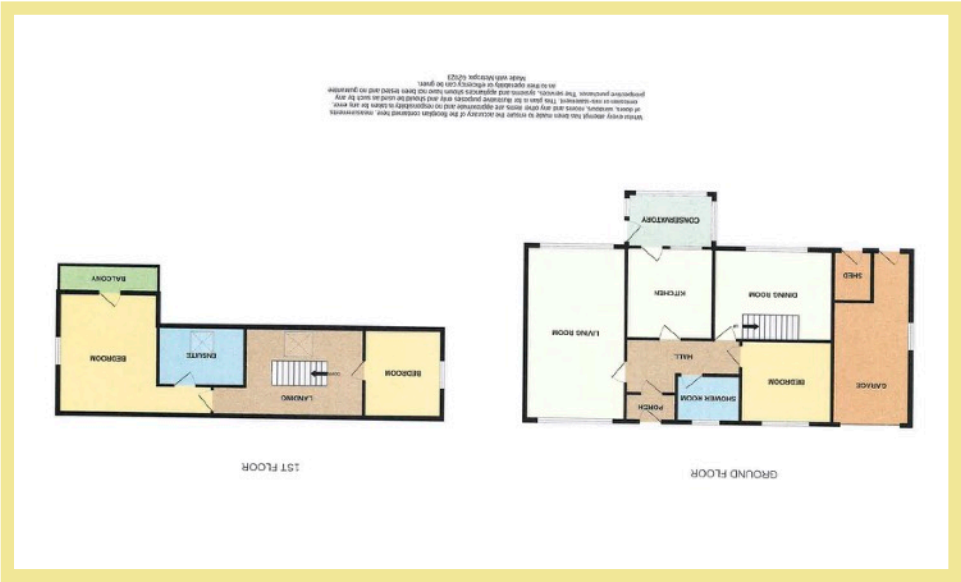 GROUND FLOOR
1ST FLOOR
GARAGE
BEDROOM
SHOWER ROOM
PORCH
HALL
LIVING ROOM
DINING ROOM
KITCHEN
SHED
CONSERVATORY
LANDING
BEDROOM
ENSUITE
BEDROOM
BALCONY
Whilst every attempt has been made to ensure the accuracy of the floorplan contained here, measurements
of doors, windows, rooms and any other items are approximate and no responsibility is taken for any error,
omission or mis-statement. This plan is for illustrative purposes only and should be used as such by any
prospective purchaser. The services, systems and appliances shown have not been tested and no guarantee
as to their operability or efficiency can be given.
Made with Metropix ©2023